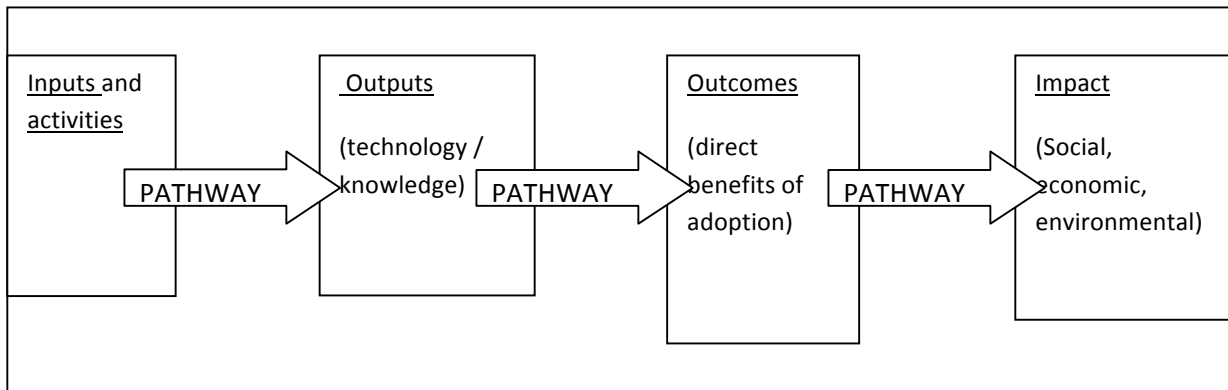 Inputs and
activities
PATHWAY
Outputs
(technology /
knowledge)
PATHWAY
Outcomes
(direct
benefits of
adoption)
PATHWAY
Impact
(Social,
economic,
environmental)